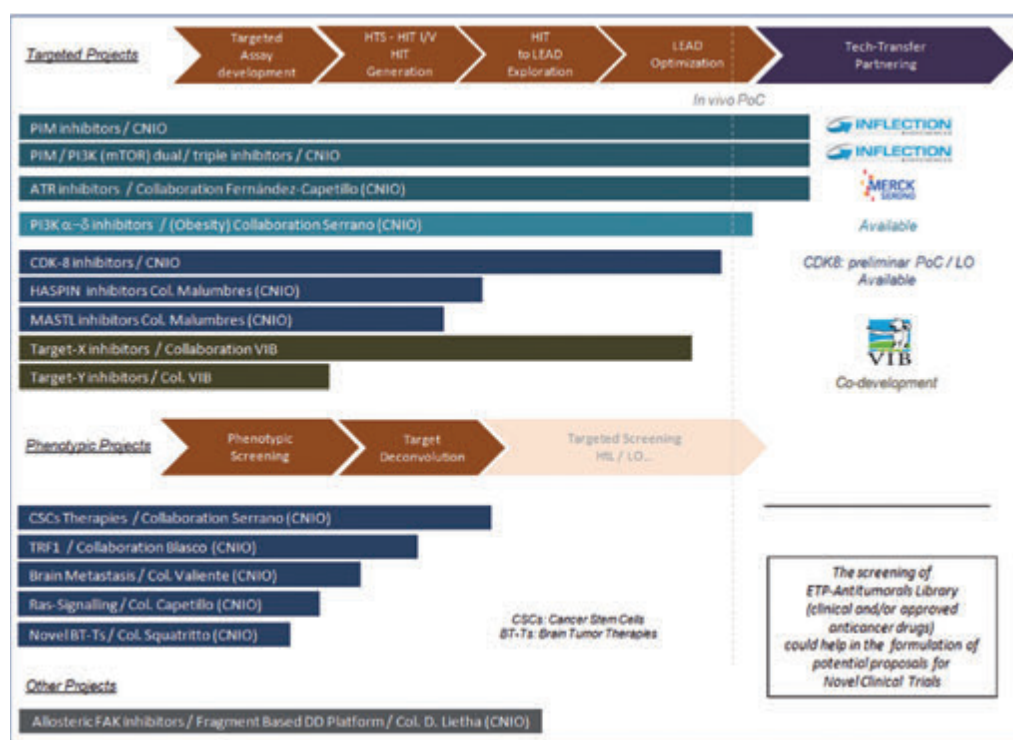 Targeted Projects
Targeted
Assay
development
HTS - HIT I/V
HIT
Generation
HIT
to LEAD
Exploration
LEAD
Optimization
Tech-Transfer
Partnering
In vivo PoC
PIM inhibitors / CNIO
INFLECTION
PIM / PI3K (mTOR) dual / triple inhibitors / CNIO
INFLECTION
ATR inhibitors / Collaboration Fernández-Capetillo (CNIO)
MERCK
SERONO
PI3K α-δ inhibitors / (Obesity) Collaboration Serrano (CNIO)
Available
CDK-8 inhibitors / CNIO
CDK8: preliminar PoC / LO
Available
HASPIN inhibitors Col. Malumbres (CNIO)
MASTL inhibitors Col. Malumbres (CNIO)
Target-X inhibitors / Collaboration VIB
VIB
Target-Y inhibitors / Col. VIB
Co-development
Phenotypic Projects
Phenotypic
Screening
Target
Deconvolution
Targeted Screening
HtL / LO...
CSCs Therapies / Collaboration Serrano (CNIO)
TRF1 / Collaboration Blasco (CNIO)
Brain Metastasis / Col. Valiente (CNIO)
Ras-Signalling / Col. Capetillo (CNIO)
Novel BT-Ts / Col. Squatritto (CNIO)
CSCs: Cancer Stem Cells
BT-Ts: Brain Tumor Therapies
The screening of
ETP-Antitumorals Library
(clinical and/or approved
anticancer drugs)
could help in the formulation of
potential proposals for
Novel Clinical Trials
Other Projects
Allosteric FAK Inhibitors / Fragment Based DD Platform / Col. D. Lietha (CNIO)